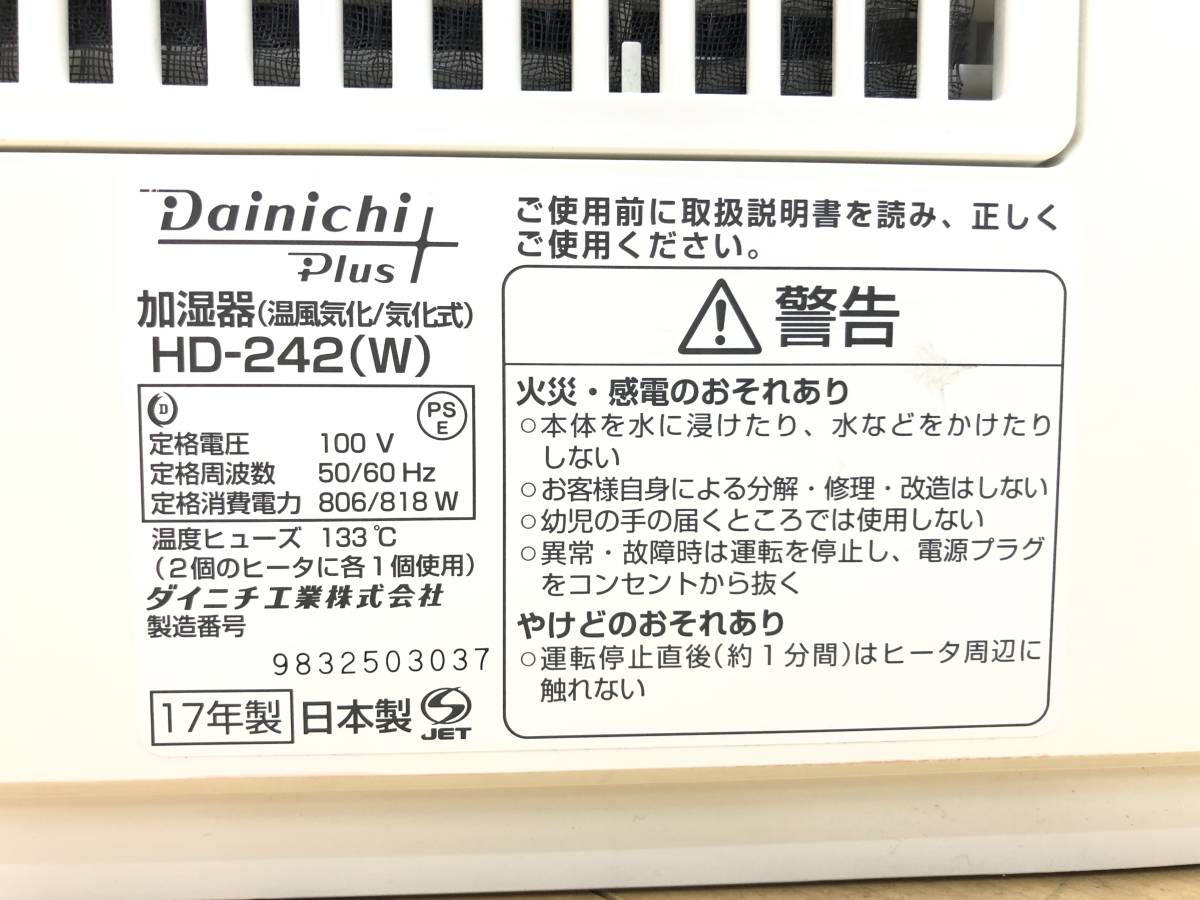 Dainichi
Plus
加湿器(温風気化/気化式)
HD-242(W)
D
PS
E
定格電圧 100 V
定格周波数 50/60 Hz
定格消費電力 806/818 W
温度ヒューズ 133℃
(2個のヒータに各1個使用)
ダイニチ工業株式会社
製造番号
9832503037
17年製 日本製
JET
ご使用前に取扱説明書を読み、正しく
ご使用ください。
警告
火災・感電のおそれあり
○本体を水に浸けたり、水などをかけたり
しない
○お客様自身による分解・修理・改造はしない
○幼児の手の届くところでは使用しない
○異常・故障時は運転を停止し、電源プラグ
をコンセントから抜く
やけどのおそれあり
○運転停止直後(約1分間)はヒータ周辺に
触れない